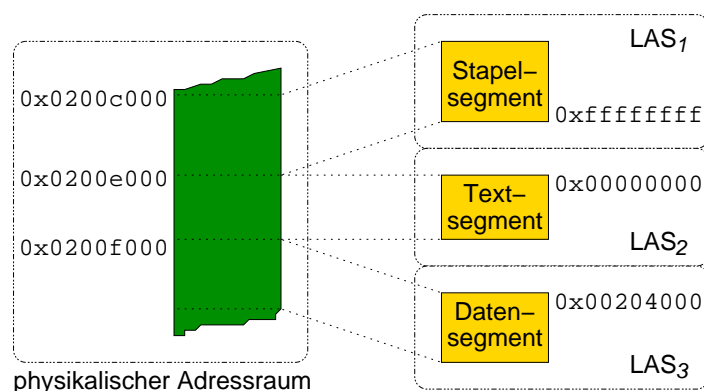 LAS1
Stapel–
segment
0xffffffff
0x0200c000
0x0200e000
0x0200f000
Text–
segment
0x00000000
LAS2
Daten–
segment
0x00204000
LAS3
physikalischer Adressraum